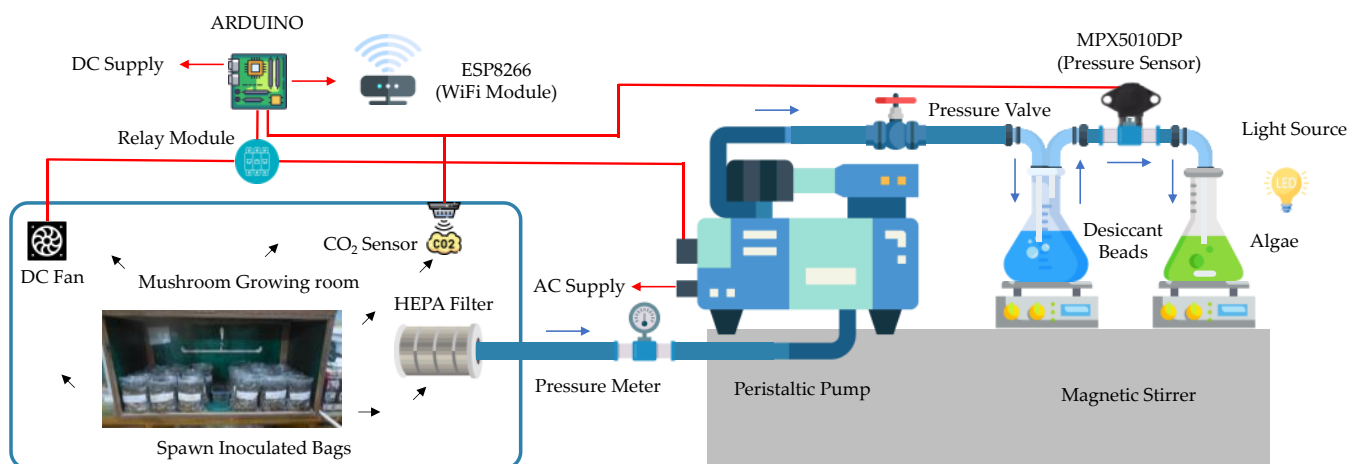 ARDUINO
DC Supply
ESP8266
(WiFi Module)
MPX5010DP
(Pressure Sensor)
Relay Module
Pressure Valve
Light Source
LED
CO₂ Sensor
CO2
DC Fan
Mushroom Growing room
HEPA Filter
AC Supply
Desiccant
Beads
Algae
Pressure Meter
Peristaltic Pump
Magnetic Stirrer
Spawn Inoculated Bags